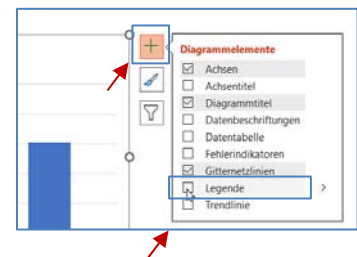 Diagrammelemente
Achsen
Achsentitel
Diagrammtitel
Datenbeschriftungen
Datentabelle
Fehlerindikatoren
Gitternetzlinien
Legende
Trendlinie